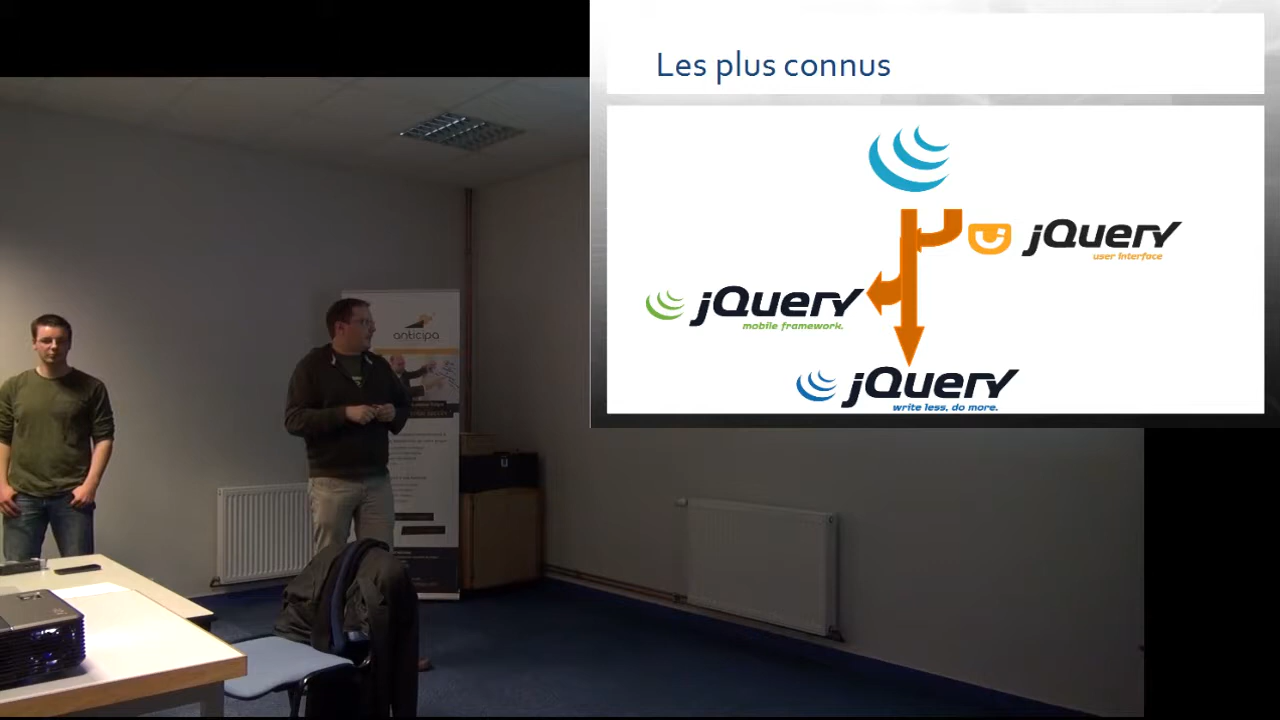 Les plus connus
jQuery
user interface
jQuery
mobile framework.
jQuery
write less, do more.
anticipa